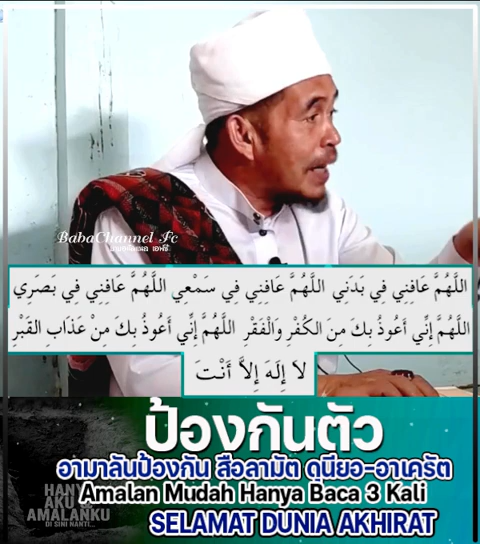 BabaChannel Fc
اللَّهُمَّ عَافِنِي فِي بَدَنِي اللَّهُمَّ عَافِنِي فِي سَمْعِي اللَّهُمَّ عَافِنِي فِي بَصَرِي
اللَّهُمَّ إِنِّي أَعُوذُ بِكَ مِنَ الكُفْرِ وَالْفَقْرِ اللَّهُمَّ إِنِّي أَعُوذُ بِكَ مِنْ عَذَابِ القَبْرِ
لاَ إِلَهَ إِلاَّ أَنْتَ
ป้องกันตัว
อามาลันป้องกัน สือลามัต ดุนียอ-อาเครัต
Amalan Mudah Hanya Baca 3 Kali
SELAMAT DUNIA AKHIRAT
HANYA
AKU &
AMALANKU
DI SINI NANTI...